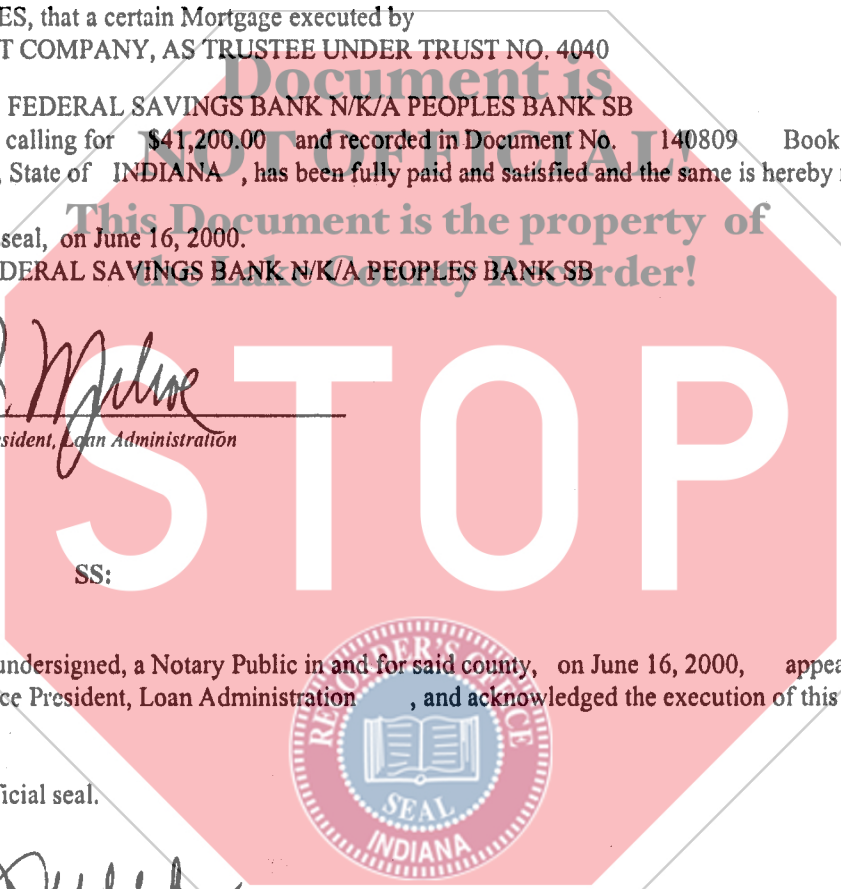 ES, that a certain Mortgage executed by
T COMPANY, AS TRUSTEE UNDER TRUST NO. 4040
Document is
FEDERAL SAVINGS BANK N/K/A PEOPLES BANK SB
calling for $41,200.00 and recorded in Document No. 140809 Book
NOT OFFICIAL!
, State of INDIANA , has been fully paid and satisfied and the same is hereby
This Document is the property of
seal, on June 16, 2000.
DERAL SAVINGS BANK N/K/A PEOPLES BANK SB
the Lake County Recorder!
STOP
sident, Loan Administration
SS:
undersigned, a Notary Public in and for said county, on June 16, 2000, appea
ce President, Loan Administration , and acknowledged the execution of this
RECORDER'S OFFICE
SEAL
INDIANA
ficial seal.